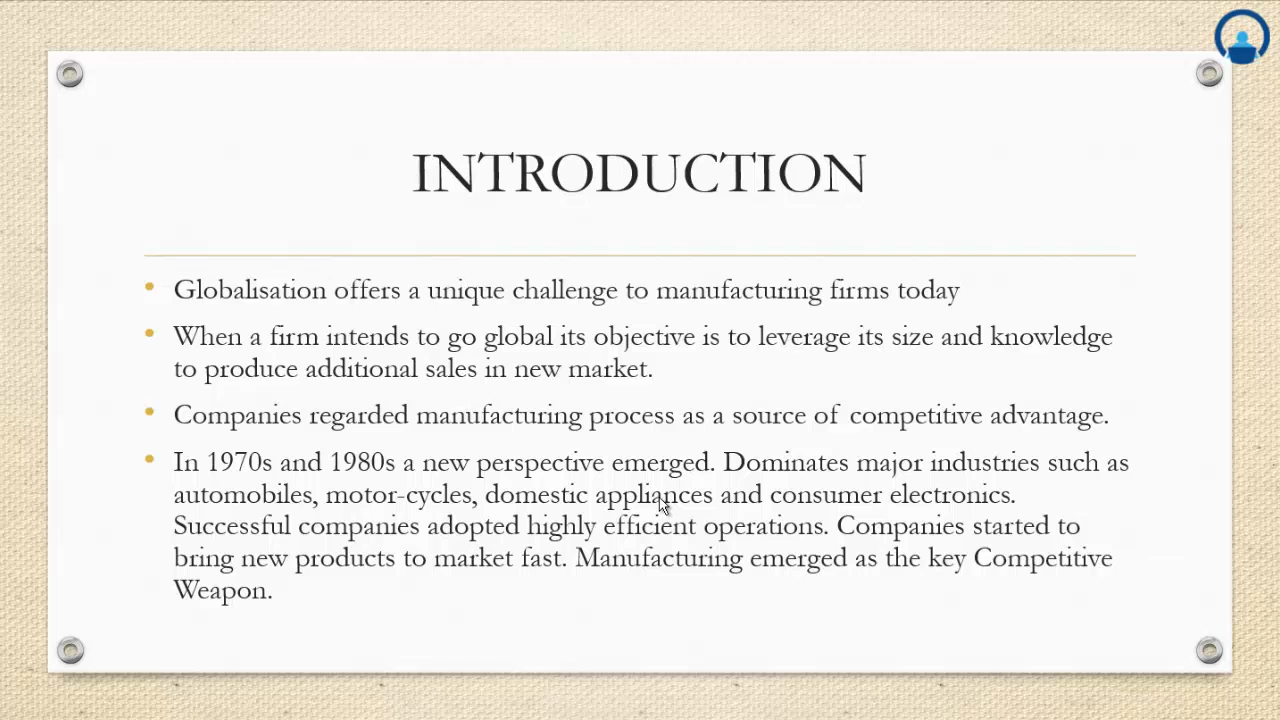 INTRODUCTION
• Globalisation offers a unique challenge to manufacturing firms today
• When a firm intends to go global its objective is to leverage its size and knowledge
to produce additional sales in new market.
• Companies regarded manufacturing process as a source of competitive advantage.
• In 1970s and 1980s a new perspective emerged. Dominates major industries such as
automobiles, motor-cycles, domestic appliances and consumer electronics.
Successful companies adopted highly efficient operations. Companies started to
bring new products to market fast. Manufacturing emerged as the key Competitive
Weapon.